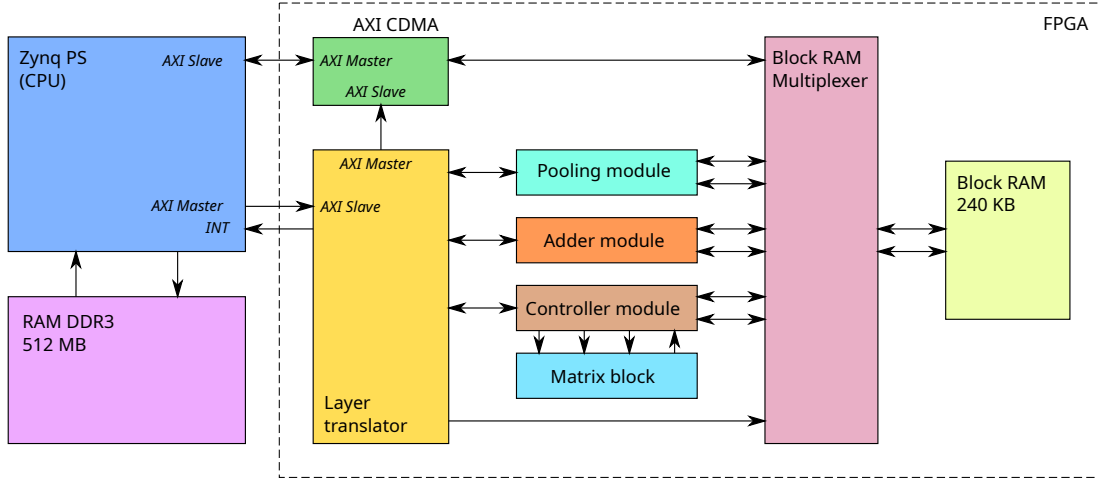 AXI CDMA
FPGA
Zynq PS
(CPU)
AXI Slave
AXI Master
AXI Slave
Block RAM
Multiplexer
AXI Master
AXI Slave
AXI Master
INT
Pooling module
Adder module
Controller module
Matrix block
Layer
translator
Block RAM
240 KB
RAM DDR3
512 MB